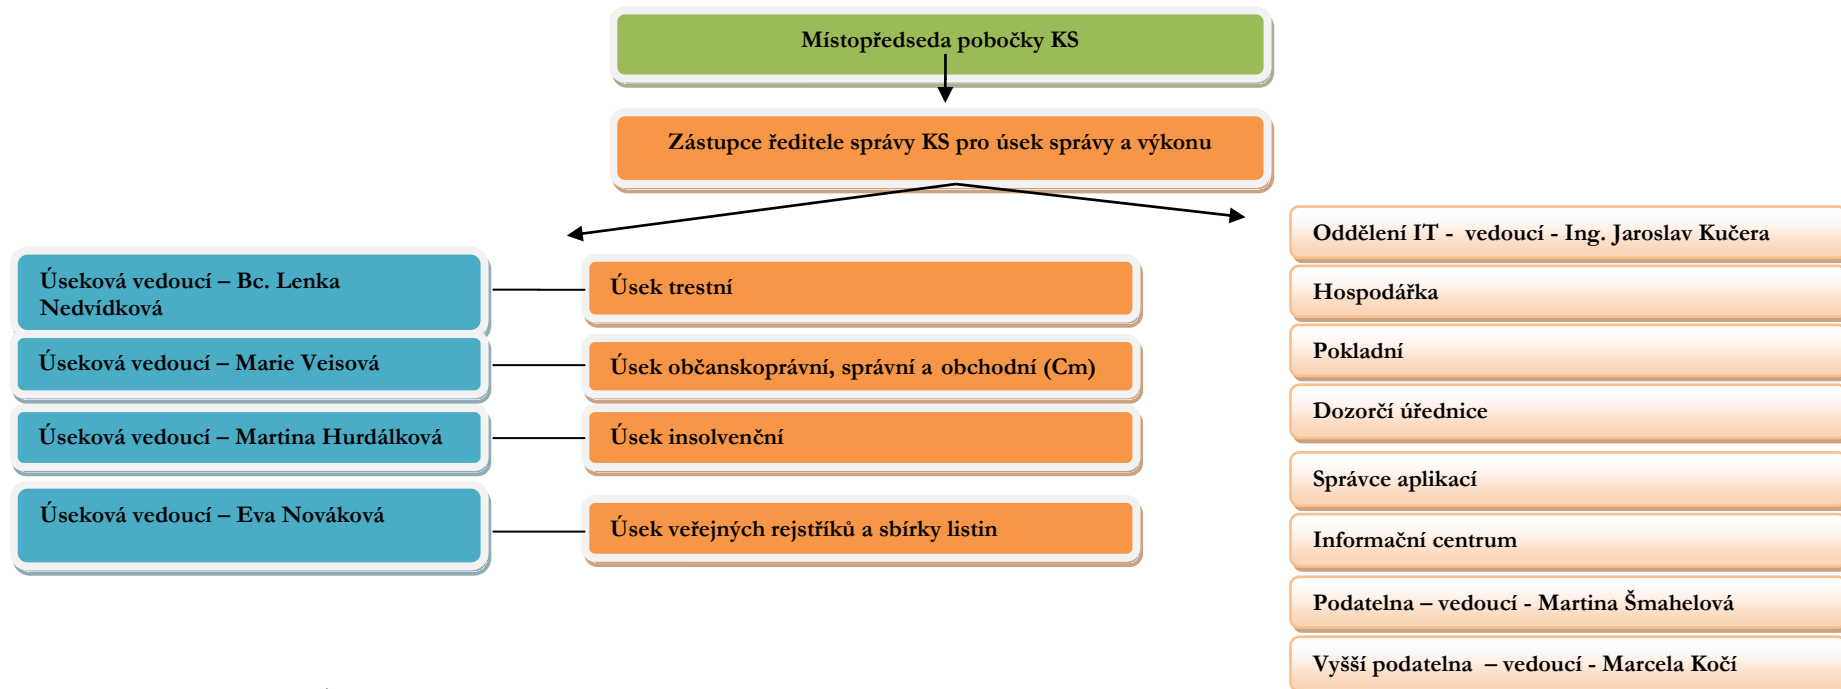 Místopředseda pobočky KS
Zástupce ředitele správy KS pro úsek správy a výkonu
Úseková vedoucí – Bc. Lenka
Nedvídková
Úsek trestní
Úseková vedoucí – Marie Veisová
Úsek občanskoprávní, správní a obchodní (Cm)
Úseková vedoucí – Martina Hurdálková
Úsek insolvenční
Úseková vedoucí – Eva Nováková
Úsek veřejných rejstříků a sbírky listin
Oddělení IT - vedoucí - Ing. Jaroslav Kučera
Hospodářka
Pokladní
Dozorčí úřednice
Správce aplikací
Informační centrum
Podatelna – vedoucí - Martina Šmahelová
Vyšší podatelna – vedoucí - Marcela Kočí